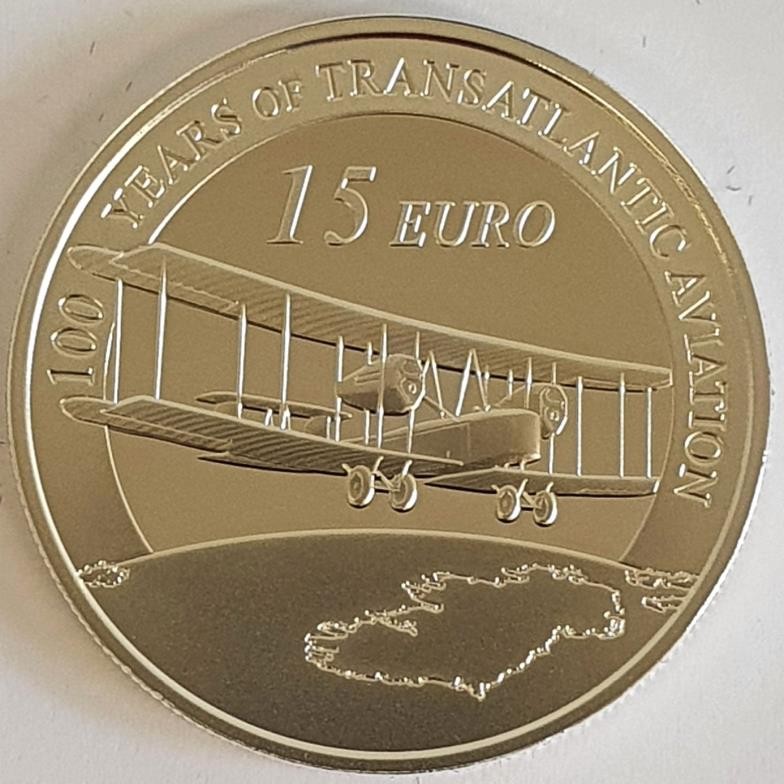 100 YEARS OF TRANSATLANTIC AVIATION
15 EURO